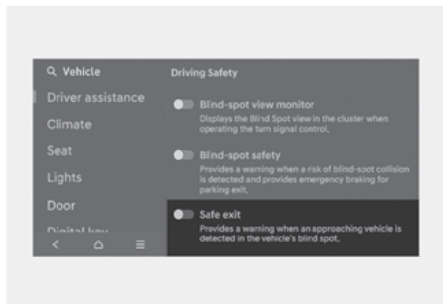 Vehicle
Driver assistance
Climate
Seat
Lights
Door
Digital key
Driving Safety
Blind-spot view monitor
Displays the Blind Spot view in the cluster when
operating the turn signal control.
Blind-spot safety
Provides a warning when a risk of blind-spot collision
is detected and provides emergency braking for
parking exit.
Safe exit
Provides a warning when an approaching vehicle is
detected in the vehicle's blind spot.